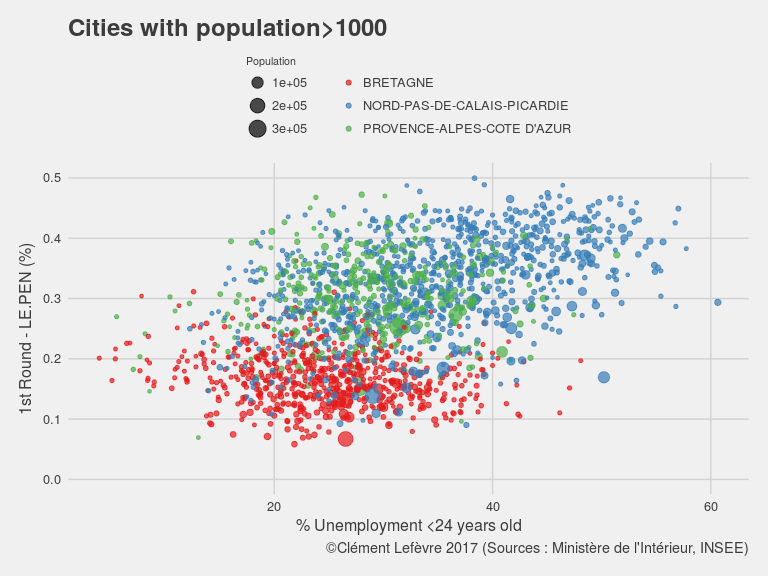 Cities with population>1000
Population
1e+05
2e+05
3e+05
BRETAGNE
NORD-PAS-DE-CALAIS-PICARDIE
PROVENCE-ALPES-COTE D'AZUR
1st Round - LE.PEN (%)
0.5
0.4
0.3
0.2
0.1
0.0
20
40
60
% Unemployment <24 years old
©Clément Lefèvre 2017 (Sources : Ministère de l'Intérieur, INSEE)